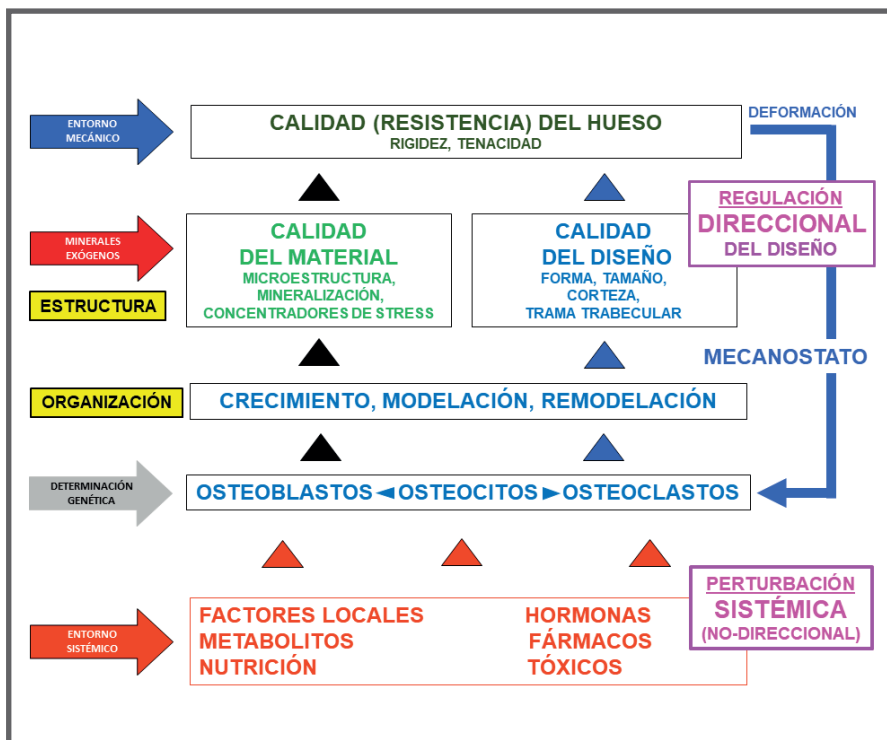 ENTORNO
MECÁNICO
CALIDAD (RESISTENCIA) DEL HUESO
RIGIDEZ, TENACIDAD
DEFORMACIÓN
MINERALES
EXÓGENOS
CALIDAD
DEL MATERIAL
MICROESTRUCTURA,
MINERALIZACIÓN,
CONCENTRADORES DE STRESS
CALIDAD
DEL DISEÑO
FORMA, TAMAÑO,
CORTEZA,
TRAMA TRABECULAR
REGULACIÓN
DIRECCIONAL
DEL DISEÑO
ESTRUCTURA
MECANOSTATO
ORGANIZACIÓN
CRECIMIENTO, MODELACIÓN, REMODELACIÓN
DETERMINACIÓN
GENÉTICA
OSTEOBLASTOS ◄ OSTEOCITOS ► OSTEOCLASTOS
ENTORNO
SISTÉMICO
FACTORES LOCALES
METABOLITOS
NUTRICIÓN
HORMONAS
FÁRMACOS
TÓXICOS
PERTURBACIÓN
SISTÉMICA
(NO-DIRECCIONAL)